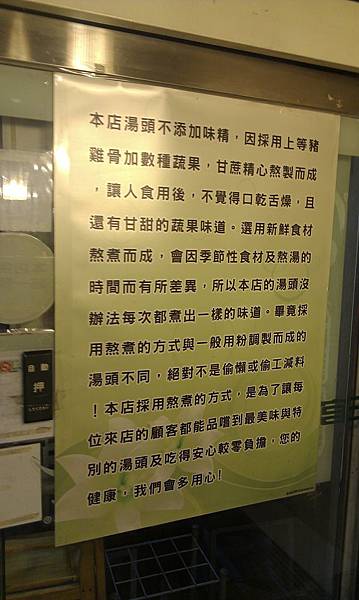 本店湯頭不添加味精，因採用上等豬
雞骨加數種蔬果，甘蔗精心熬製而成
，讓人食用後，不覺得口乾舌燥，且
還有甘甜的蔬果味道。選用新鮮食材
熬煮而成，會因季節性食材及熬湯的
時間而有所差異，所以本店的湯頭沒
辦法每次都煮出一樣的味道。畢竟採
用熬煮的方式與一般用粉調製而成的
湯頭不同，絕對不是偷懶或偷工減料
！本店採用熬煮的方式，是為了讓每
位來店的顧客都能品嚐到最美味與特
別的湯頭及吃得安心較零負擔，您的
健康，我們會多用心!
自動
押